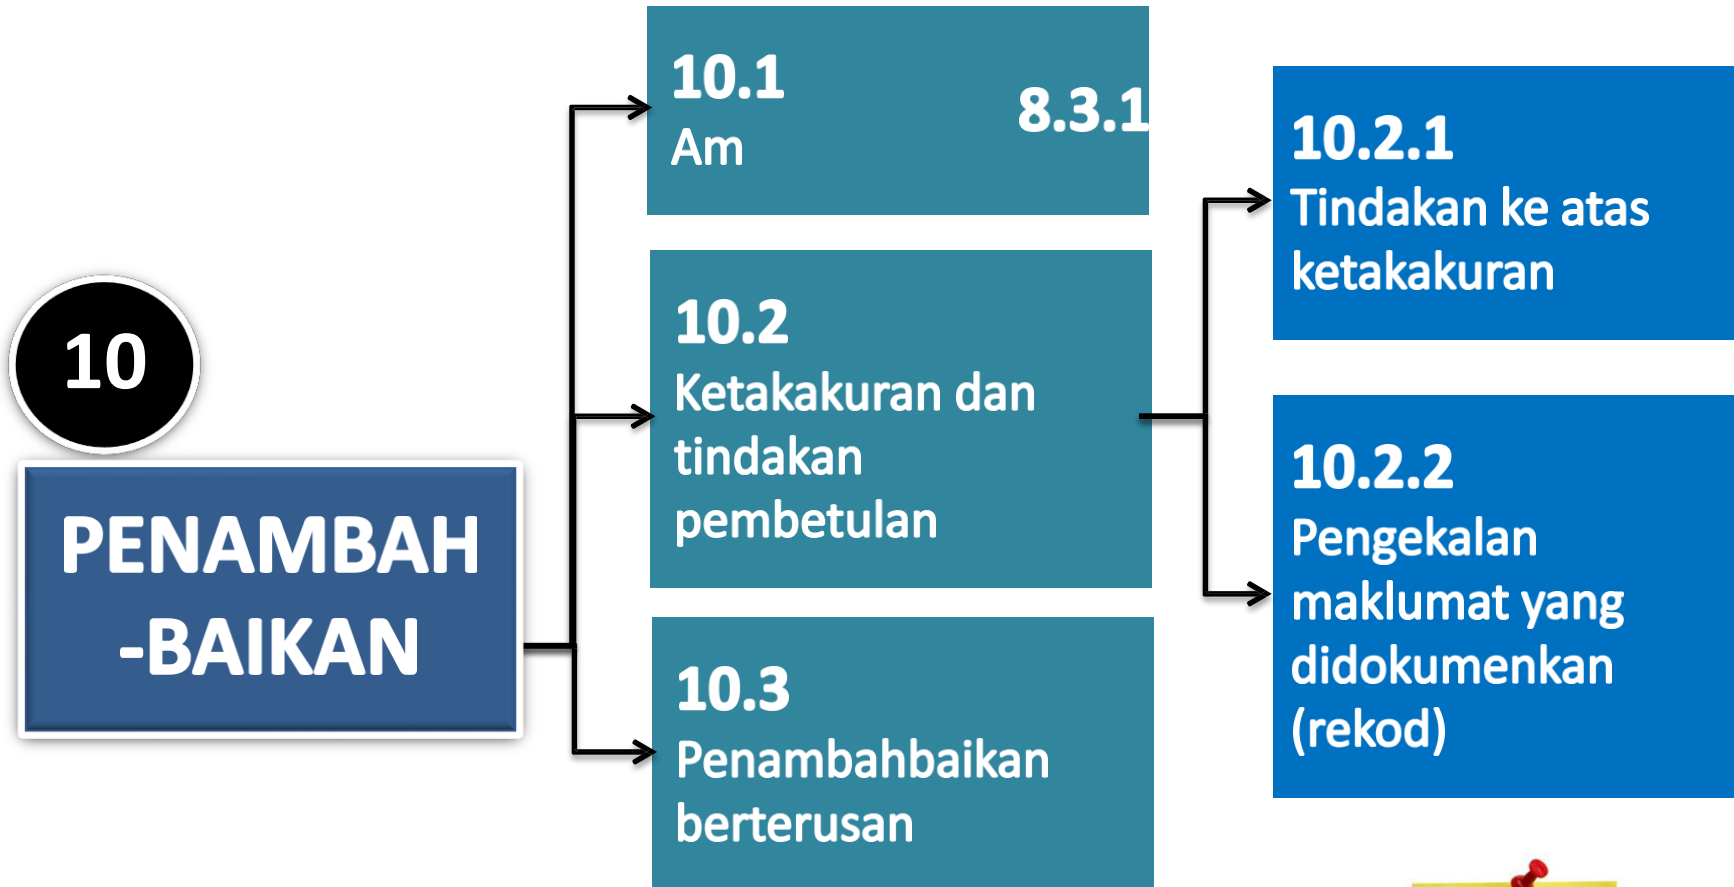 10
PENAMBAH
-BAIKAN
10.1
Am
8.3.1
10.2
Ketakakuran dan
tindakan
pembetulan
10.3
Penambahbaikan
berterusan
10.2.1
Tindakan ke atas
ketakakuran
10.2.2
Pengekalan
maklumat yang
didokumenkan
(rekod)